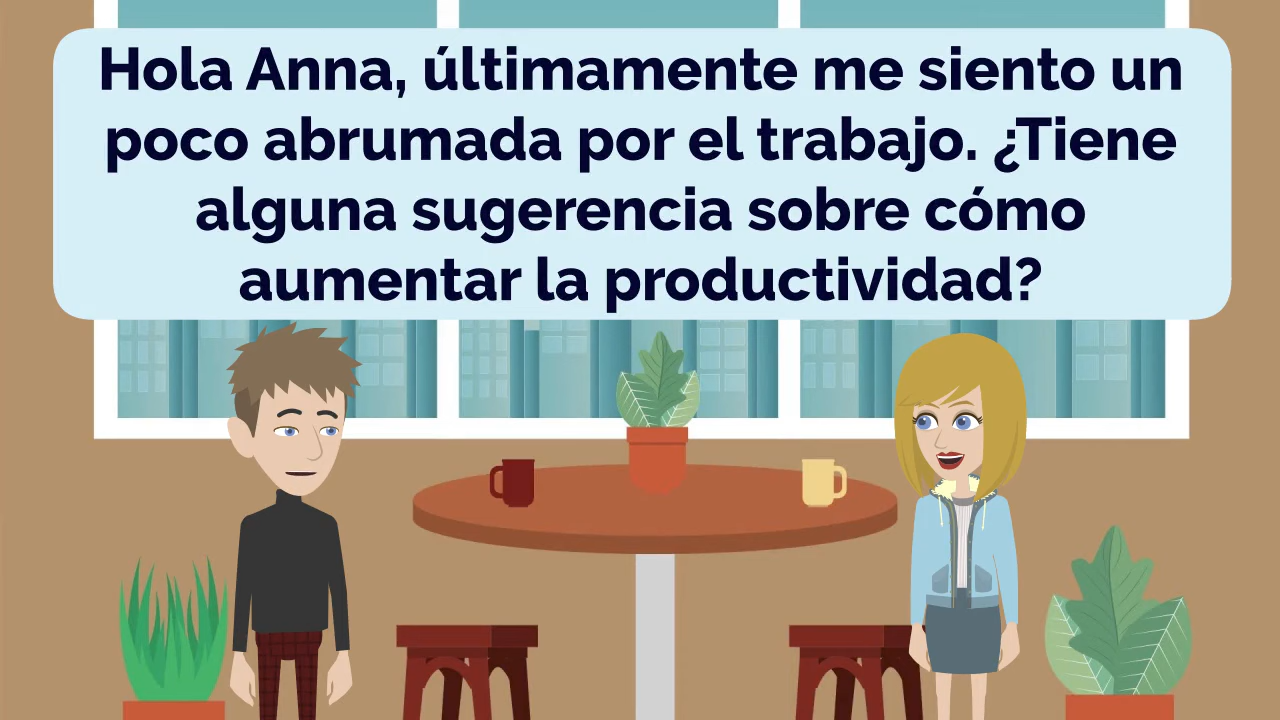 Hola Anna, últimamente me siento un
poco abrumada por el trabajo. ¿Tiene
alguna sugerencia sobre cómo
aumentar la productividad?